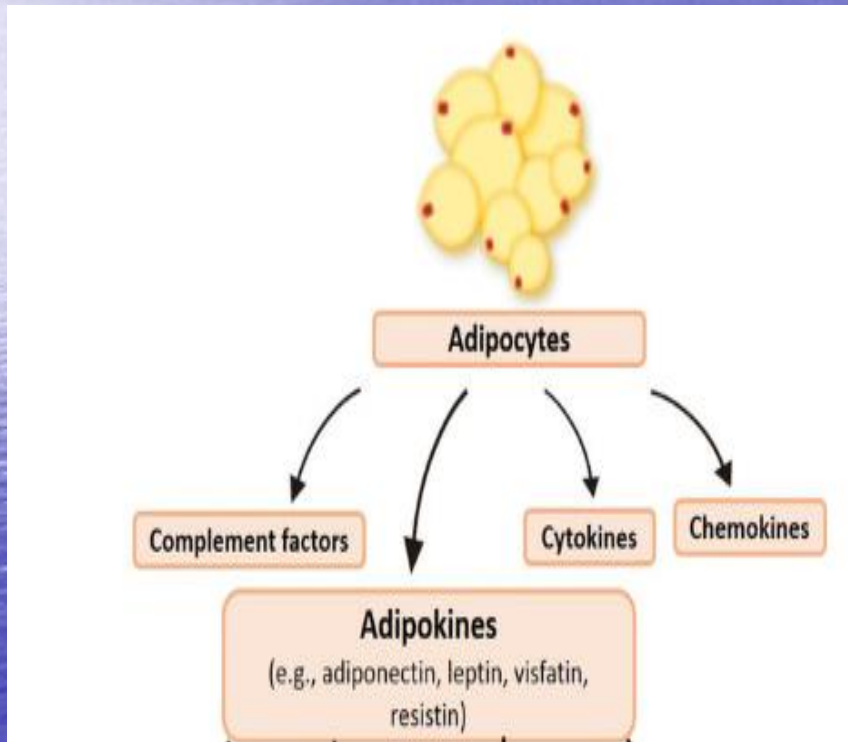 Adipocytes
Complement factors
Cytokines
Chemokines
Adipokines
(e.g., adiponectin, leptin, visfatin,
resistin)